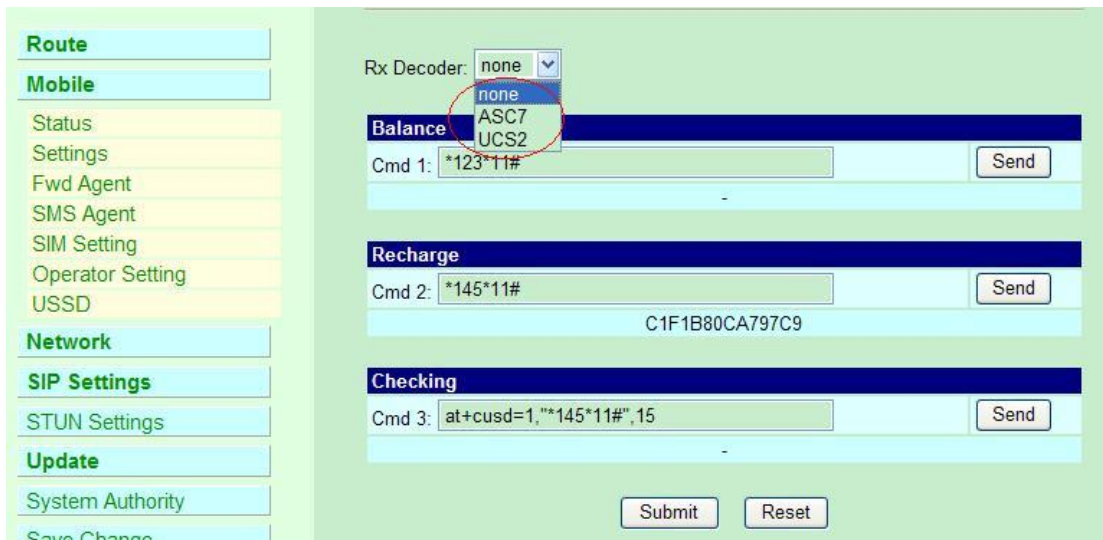 Route
Mobile
Status
Settings
Fwd Agent
SMS Agent
SIM Setting
Operator Setting
USSD
Network
SIP Settings
STUN Settings
Update
System Authority
Save Change
Rx Decoder: none
none
ASC7
UCS2
Balance
Cmd 1: *123*11# Send
-
Recharge
Cmd 2: *145*11# Send
C1F1B80CA797C9
Checking
Cmd 3: at+cusd=1,"*145*11#",15 Send
-
Submit Reset